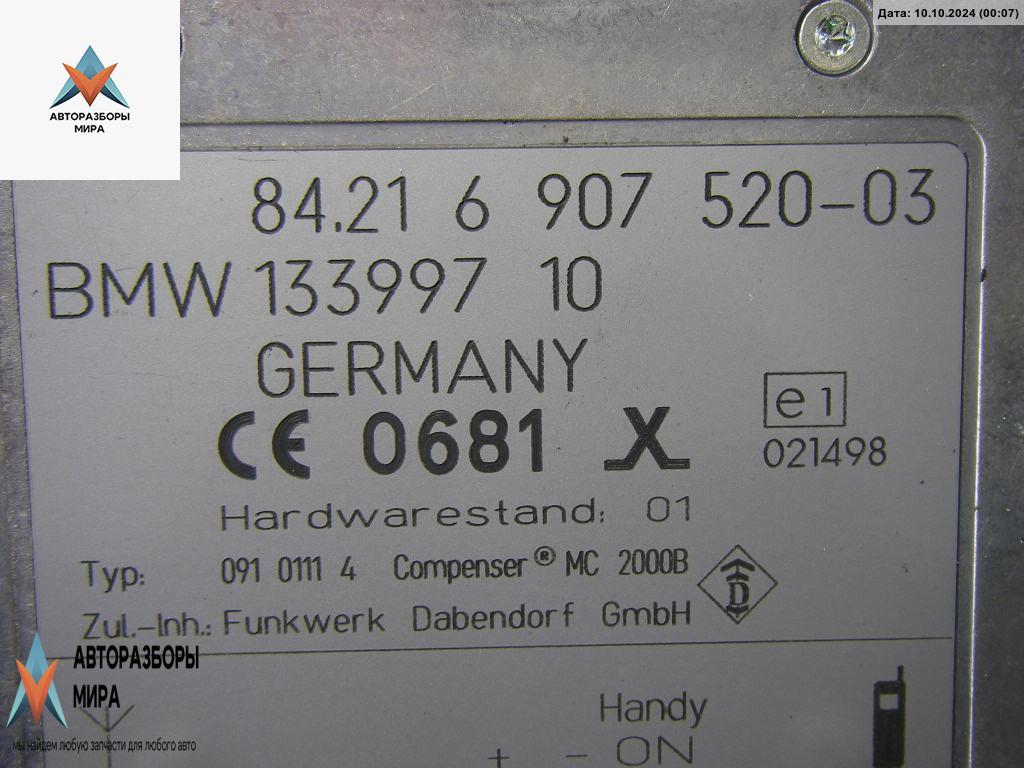 Дата: 10.10.2024 (00:07)
АВТОРАЗБОРЫ
МИРА
84.21 6 907 520-03
BMW 133997 10
GERMANY
CE 0681 X
e1
021498
Hardwarestand: 01
Typ: 091 0111 4 Compenser® MC 2000B
D
Zul.-Inh.: Funkwerk Dabendorf GmbH
АВТОРАЗБОРЫ
МИРА
мы найдем любую запчасти для любого авто
Handy
+ - ON